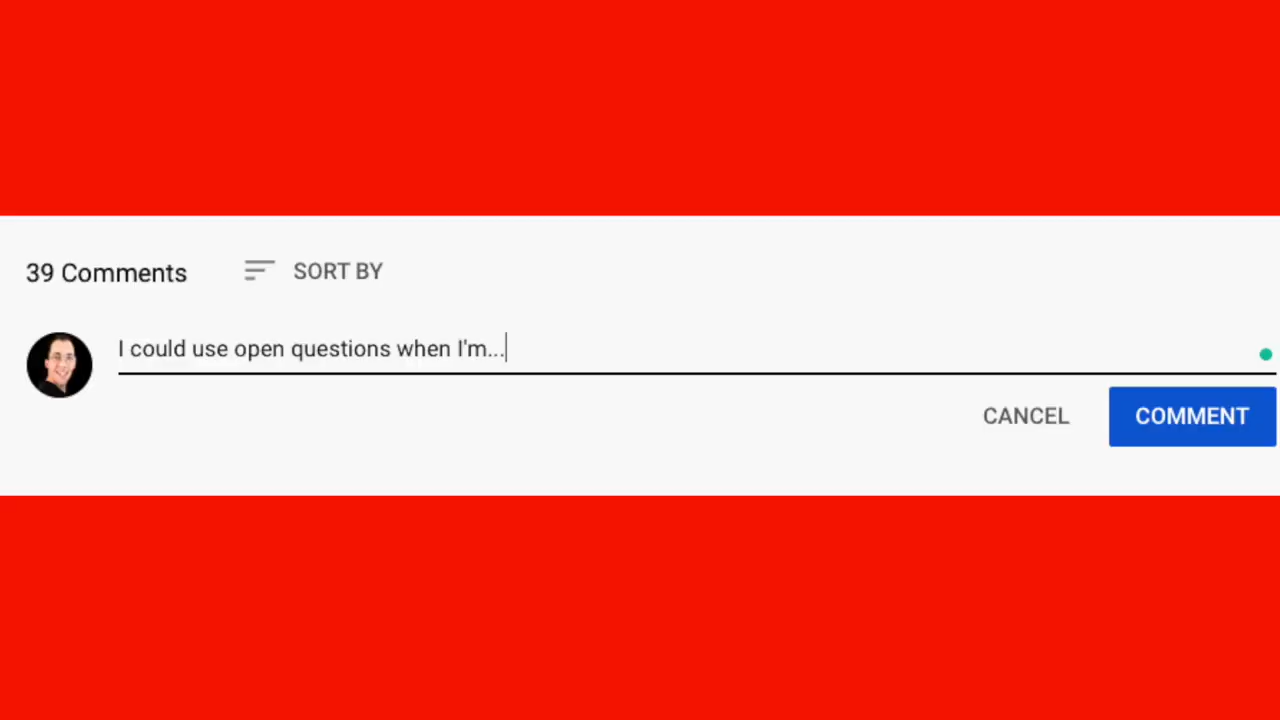 39 Comments SORT BY
I could use open questions when I'm...
CANCEL COMMENT